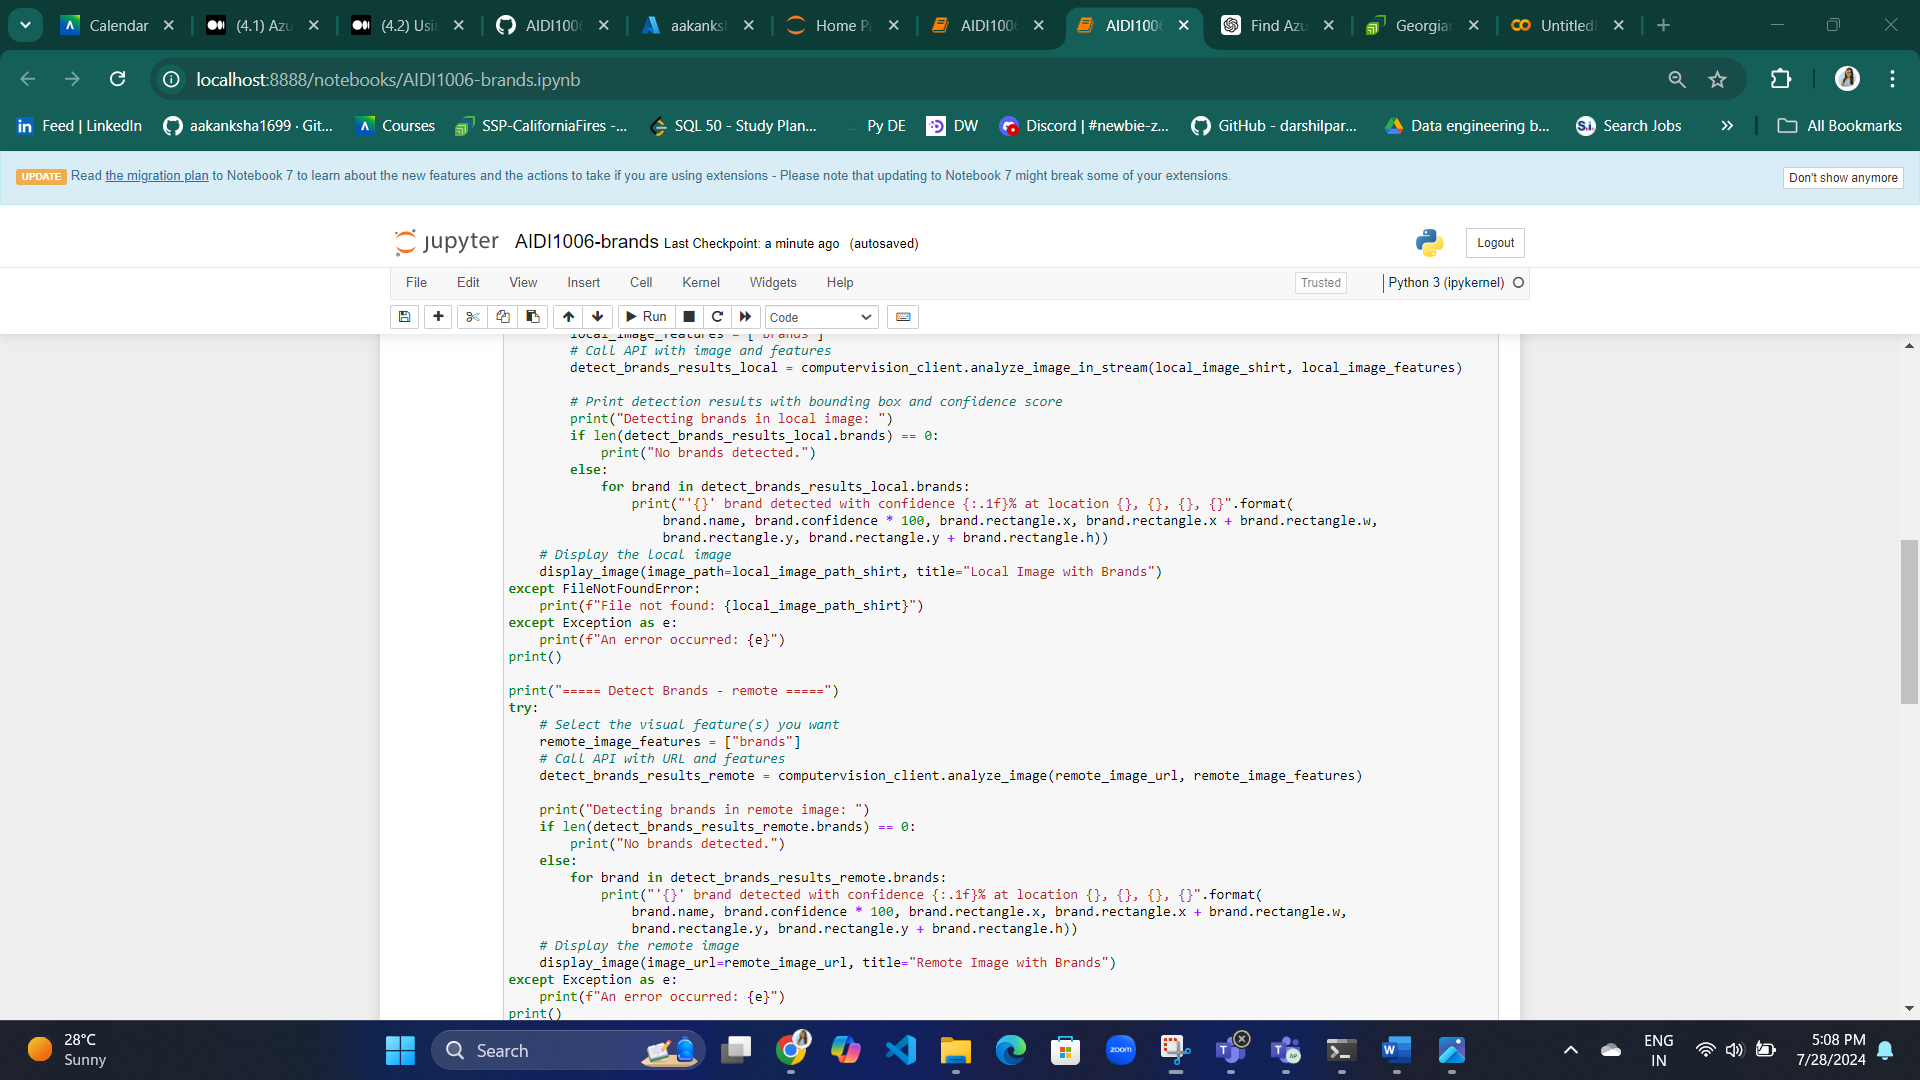 Calendar
(4.1) Azu
(4.2) Usi
AIDI100
aakanksl
Home Pa
AIDI100
AIDI100
Find Azu
Georgian
Untitled
localhost:8888/notebooks/AIDI1006-brands.ipynb
Feed | LinkedIn
aakanksha1699 · Git...
Courses
SSP-CaliforniaFires -...
SQL 50 - Study Plan...
Py DE
DW
Discord | #newbie-z...
GitHub - darshilpar...
Data engineering b...
Search Jobs
All Bookmarks
UPDATE Read the migration plan to Notebook 7 to learn about the new features and the actions to take if you are using extensions - Please note that updating to Notebook 7 might break some of your extensions.
Don't show anymore
jupyter AIDI1006-brands Last Checkpoint: a minute ago (autosaved)
Logout
File Edit View Insert Cell Kernel Widgets Help
Trusted
Python 3 (ipykernel)
Run
Code
local_image_features = ["brands"]
# Call API with image and features
detect_brands_results_local = computervision_client.analyze_image_in_stream(local_image_shirt, local_image_features)
# Print detection results with bounding box and confidence score
print("Detecting brands in local image: ")
if len(detect_brands_results_local.brands) == 0:
print("No brands detected.")
else:
for brand in detect_brands_results_local.brands:
print("'{}' brand detected with confidence {:.1f}% at location {}, {}, {}, {}".format(
brand.name, brand.confidence * 100, brand.rectangle.x, brand.rectangle.x + brand.rectangle.w,
brand.rectangle.y, brand.rectangle.y + brand.rectangle.h))
# Display the local image
display_image(image_path=local_image_path_shirt, title="Local Image with Brands")
except FileNotFoundError:
print(f"File not found: {local_image_path_shirt}")
except Exception as e:
print(f"An error occurred: {e}")
print()
print("===== Detect Brands - remote =====")
try:
# Select the visual feature(s) you want
remote_image_features = ["brands"]
# Call API with URL and features
detect_brands_results_remote = computervision_client.analyze_image(remote_image_url, remote_image_features)
print("Detecting brands in remote image: ")
if len(detect_brands_results_remote.brands) == 0:
print("No brands detected.")
else:
for brand in detect_brands_results_remote.brands:
print("'{}' brand detected with confidence {:.1f}% at location {}, {}, {}, {}".format(
brand.name, brand.confidence * 100, brand.rectangle.x, brand.rectangle.x + brand.rectangle.w,
brand.rectangle.y, brand.rectangle.y + brand.rectangle.h))
# Display the remote image
display_image(image_url=remote_image_url, title="Remote Image with Brands")
except Exception as e:
print(f"An error occurred: {e}")
print()
28°C
Sunny
Search
zoom
ENG
IN
5:08 PM
7/28/2024